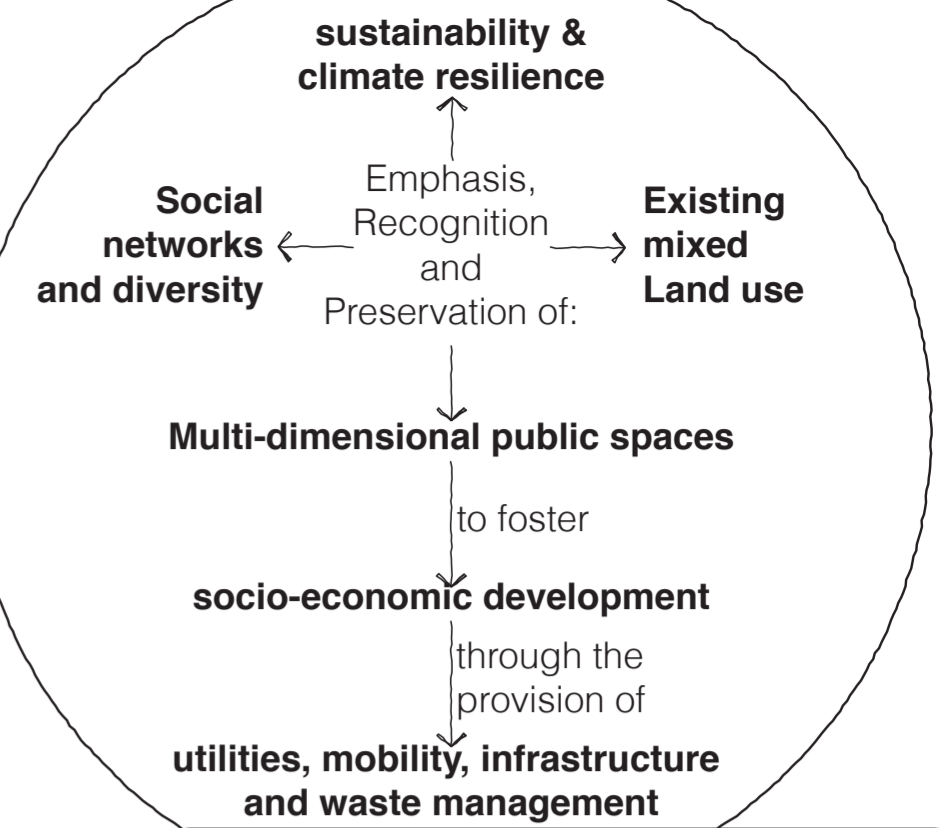 sustainability &
climate resilience
Emphasis,
Recognition
and
Preservation of:
Social
networks
and diversity
Existing
mixed
Land use
Multi-dimensional public spaces
to foster
socio-economic development
through the
provision of
utilities, mobility, infrastructure
and waste management